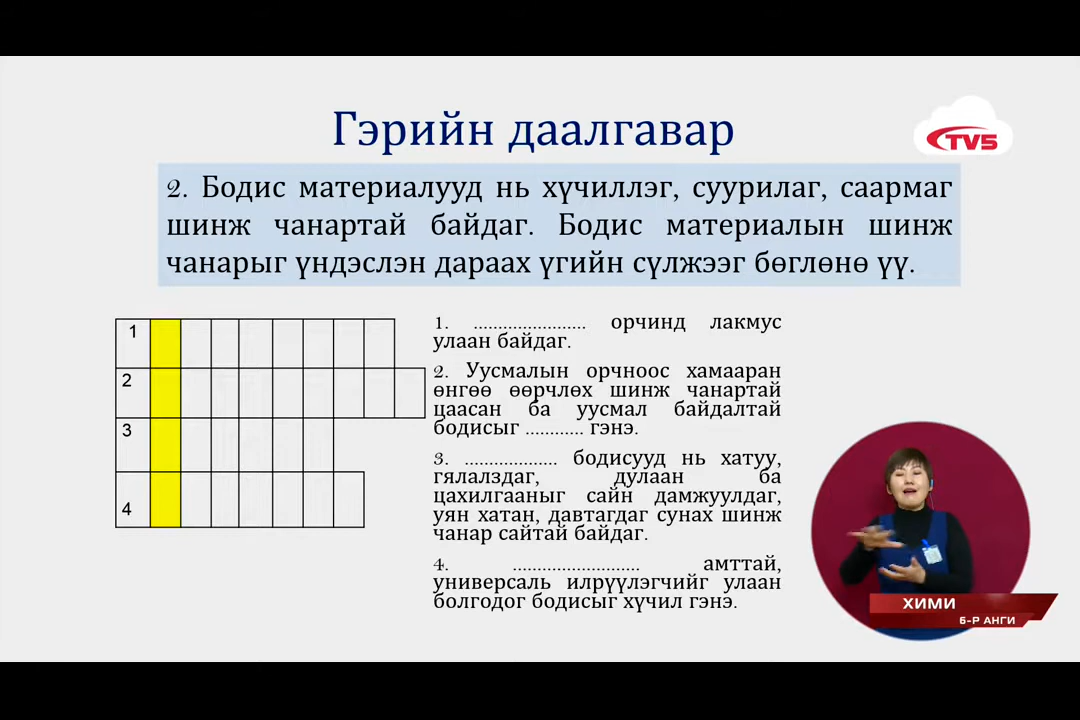 Гэрийн даалгавар
TV5
2. Бодис материалууд нь хүчиллэг, суурилаг, саармаг
шинж чанартай байдаг. Бодис материалын шинж
чанарыг үндэслэн дараах үгийн сүлжээг бөглөнө үү.
1
2
3
4
1. ....................... орчинд лакмус
улаан байдаг.
2. Уусмалын орчноос хамааран
өнгөө өөрчлөх шинж чанартай
цаасан ба уусмал байдалтай
бодисыг ............ гэнэ.
3. ................... бодисууд нь хатуу,
гялалздаг, дулаан ба
цахилгааныг сайн дамжуулдаг,
уян хатан, давтагдаг сунах шинж
чанар сайтай байдаг.
4. .......................... амттай,
универсаль илрүүлэгчийг улаан
болгодог бодисыг хүчил гэнэ.
ХИМИ
6-Р АНГИ